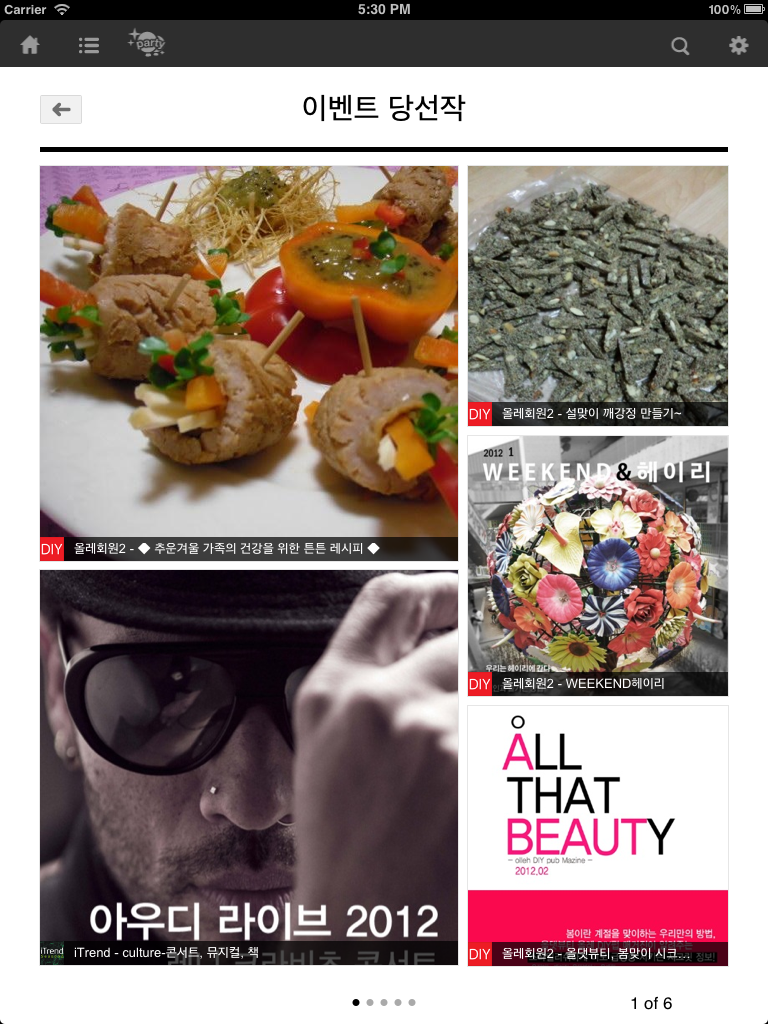 Carrier
5:30 PM
100%
party
이벤트 당선작
DIY 올레회원2 - ◆ 추운겨울 가족의 건강을 위한 튼튼 레시피 ◆
DIY 올레회원2 - 설맞이 깨강정 만들기~
2012 1
WEEKEND&헤이리
우리는 헤이리에 간다
DIY 올레회원2 - WEEKEND헤이리
아우디 라이브 2012
iTrend iTrend - culture-콘서트, 뮤지컬, 책
ALL
THAT
BEAUTY
– olleh DIY pub Mazine –
2012.02
봄이란 계절을 맞이하는 우리만의 방법,
DIY 올레회원2 - 올댓뷰티, 봄맞이 시크...
1 of 6